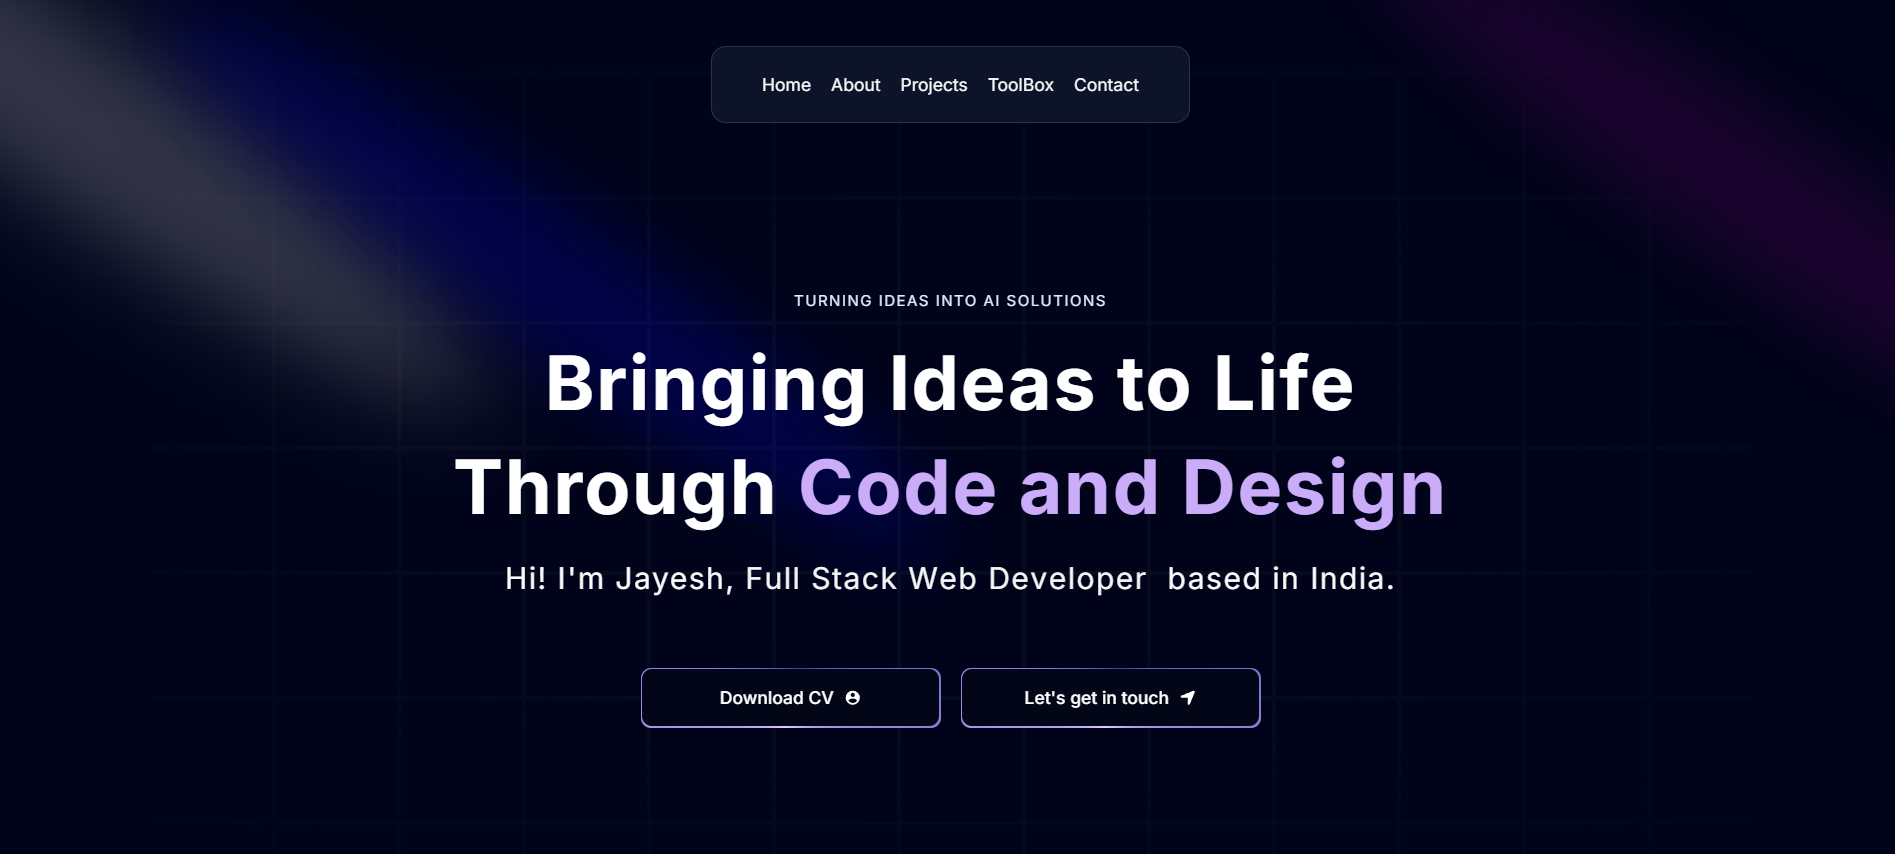 Home About Projects ToolBox Contact
TURNING IDEAS INTO AI SOLUTIONS
Bringing Ideas to Life
Through Code and Design
Hi! I'm Jayesh, Full Stack Web Developer  based in India.
Download CV
Let's get in touch